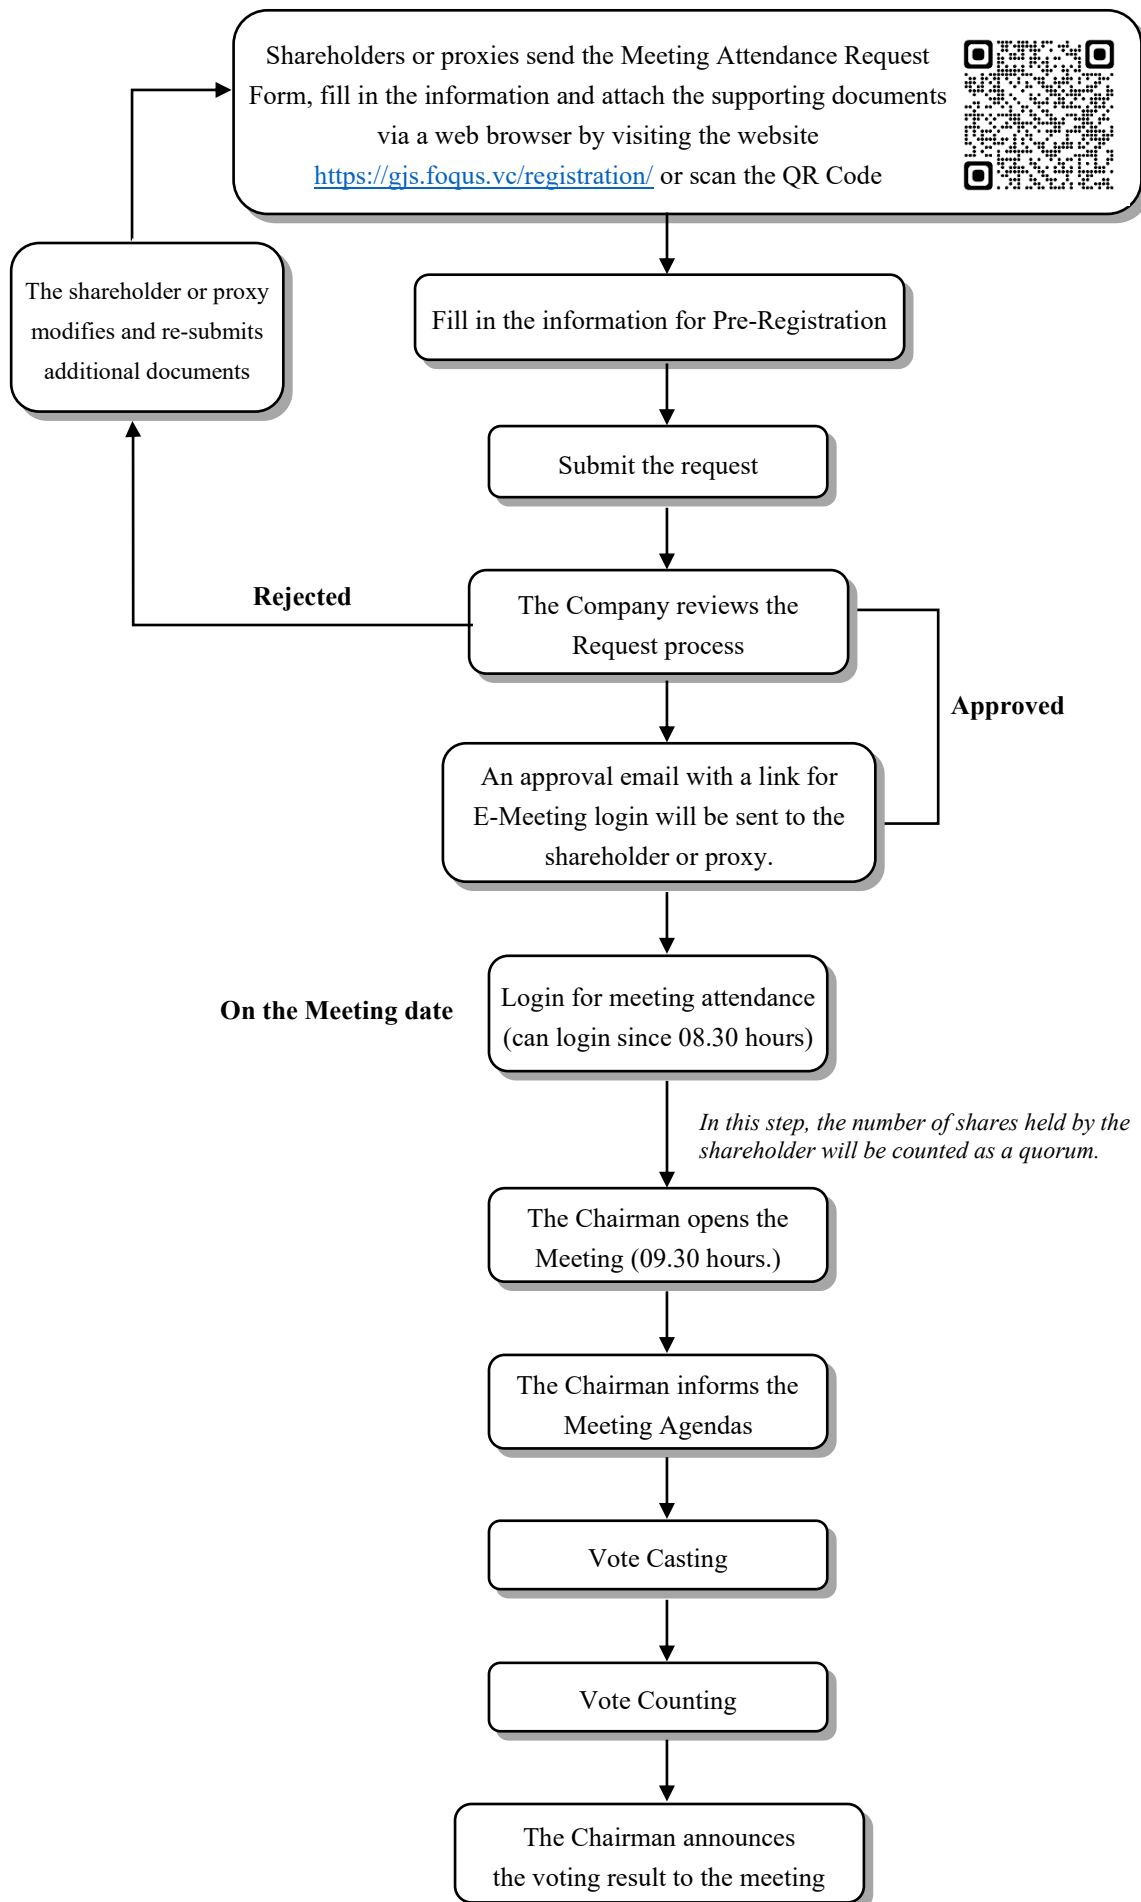 Shareholders or proxies send the Meeting Attendance Request
Form, fill in the information and attach the supporting documents
via a web browser by visiting the website
https://gjs.foqus.vc/registration/ or scan the QR Code
The shareholder or proxy
modifies and re-submits
additional documents
Fill in the information for Pre-Registration
Submit the request
Rejected
The Company reviews the
Request process
Approved
An approval email with a link for
E-Meeting login will be sent to the
shareholder or proxy.
On the Meeting date
Login for meeting attendance
(can login since 08.30 hours)
In this step, the number of shares held by the
shareholder will be counted as a quorum.
The Chairman opens the
Meeting (09.30 hours.)
The Chairman informs the
Meeting Agendas
Vote Casting
Vote Counting
The Chairman announces
the voting result to the meeting